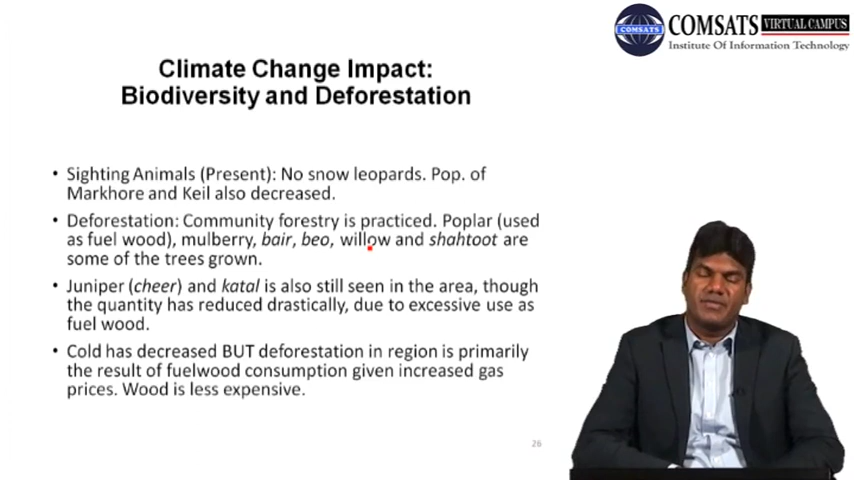 COMSATS
COMSATS VIRTUAL CAMPUS
Institute Of Information Technology
Climate Change Impact:
Biodiversity and Deforestation
• Sighting Animals (Present): No snow leopards. Pop. of
Markhore and Keil also decreased.
• Deforestation: Community forestry is practiced. Poplar (used
as fuel wood), mulberry, bair, beo, willow and shahtoot are
some of the trees grown.
• Juniper (cheer) and katal is also still seen in the area, though
the quantity has reduced drastically, due to excessive use as
fuel wood.
• Cold has decreased BUT deforestation in region is primarily
the result of fuelwood consumption given increased gas
prices. Wood is less expensive.
26